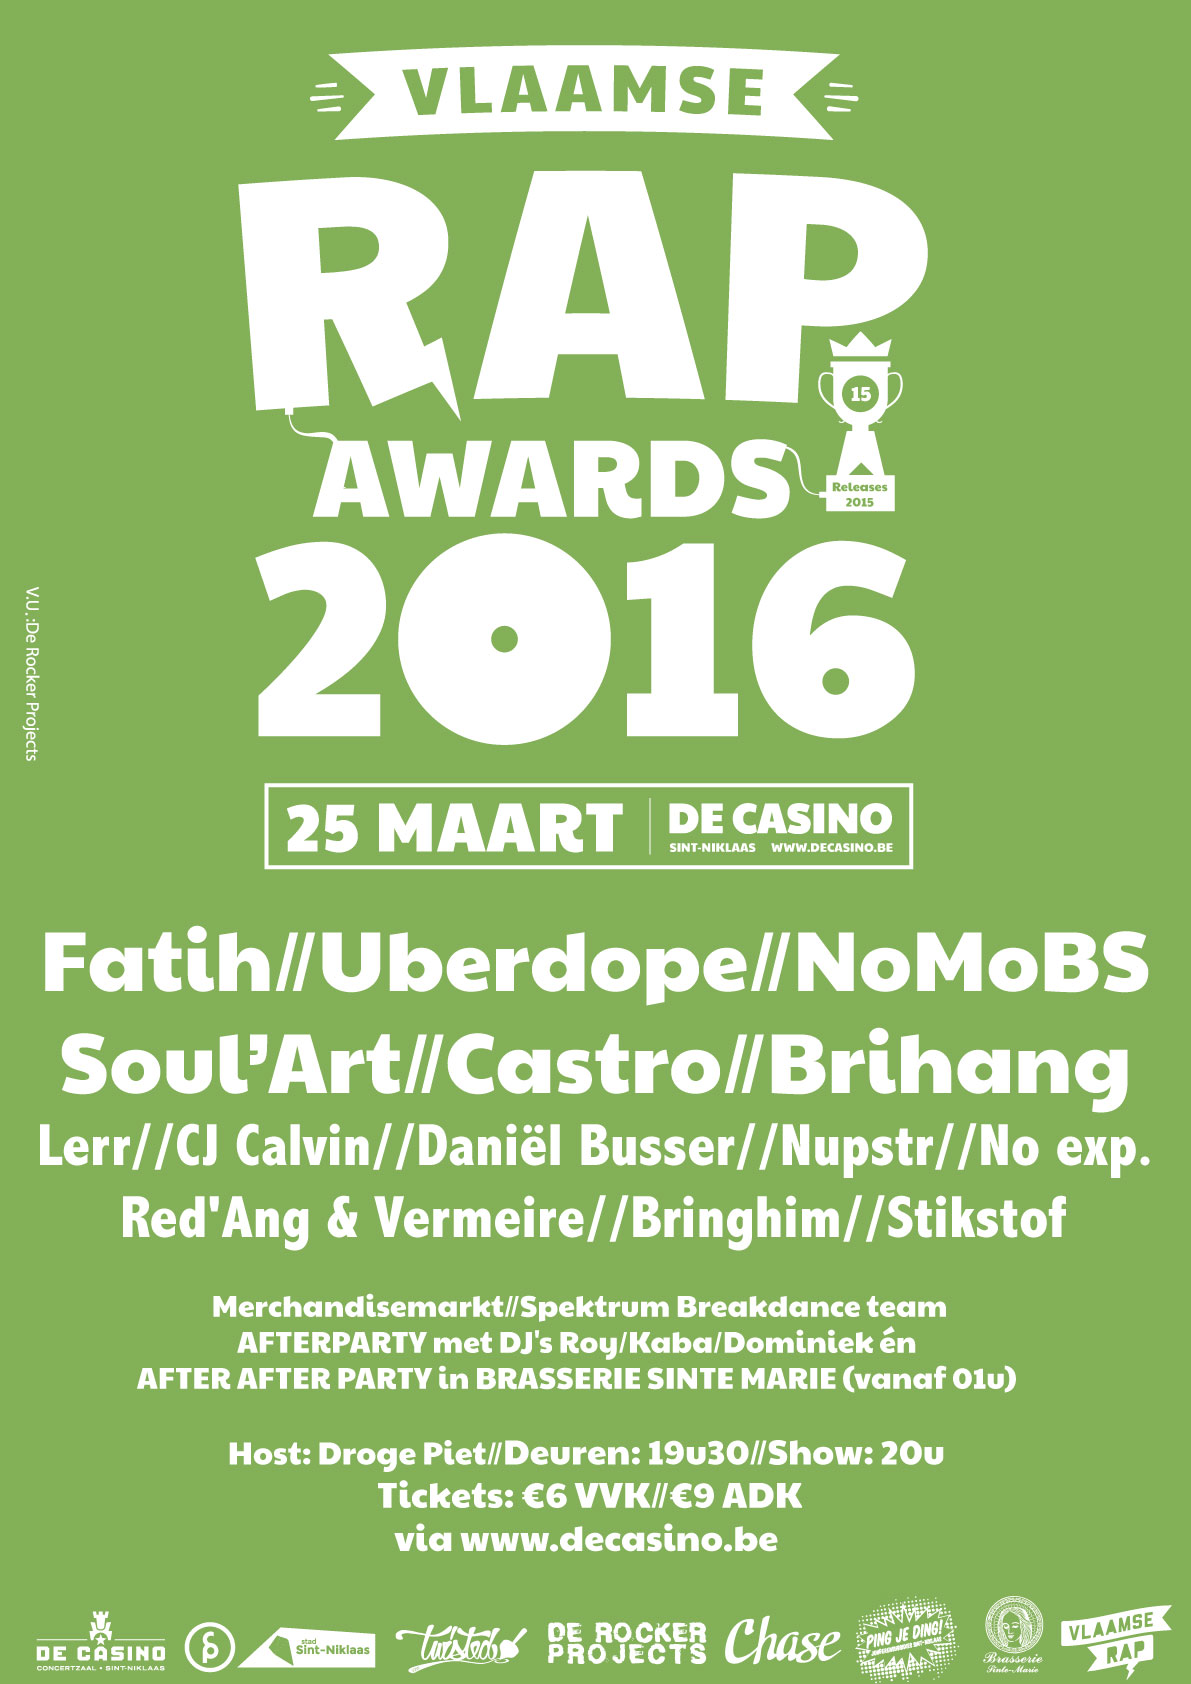 VLAAMSE
RAP
15
AWARDS
Releases
2015
2016
V.U.:De Rocker Projects
25 MAART
DE CASINO
SINT-NIKLAAS WWW.DECASINO.BE
Fatih//Uberdope//NoMoBS
Soul’Art//Castro//Brihang
Lerr//CJ Calvin//Daniël Busser//Nupstr//No exp.
Red'Ang & Vermeire//Bringhim//Stikstof
Merchandisemarkt//Spektrum Breakdance team
AFTERPARTY met DJ's Roy/Kaba/Dominiek én
AFTER AFTER PARTY in BRASSERIE SINTE MARIE (vanaf 01u)
Host: Droge Piet//Deuren: 19u30//Show: 20u
Tickets: €6 VVK//€9 ADK
via www.decasino.be
DE CASINO
CONCERTZAAL • SINT-NIKLAAS
stad
Sint-Niklaas
twisted
DE ROCKER
PROJECTS
Chase
PING JE DING!
Brasserie
Sinte-Marie
VLAAMSE
RAP